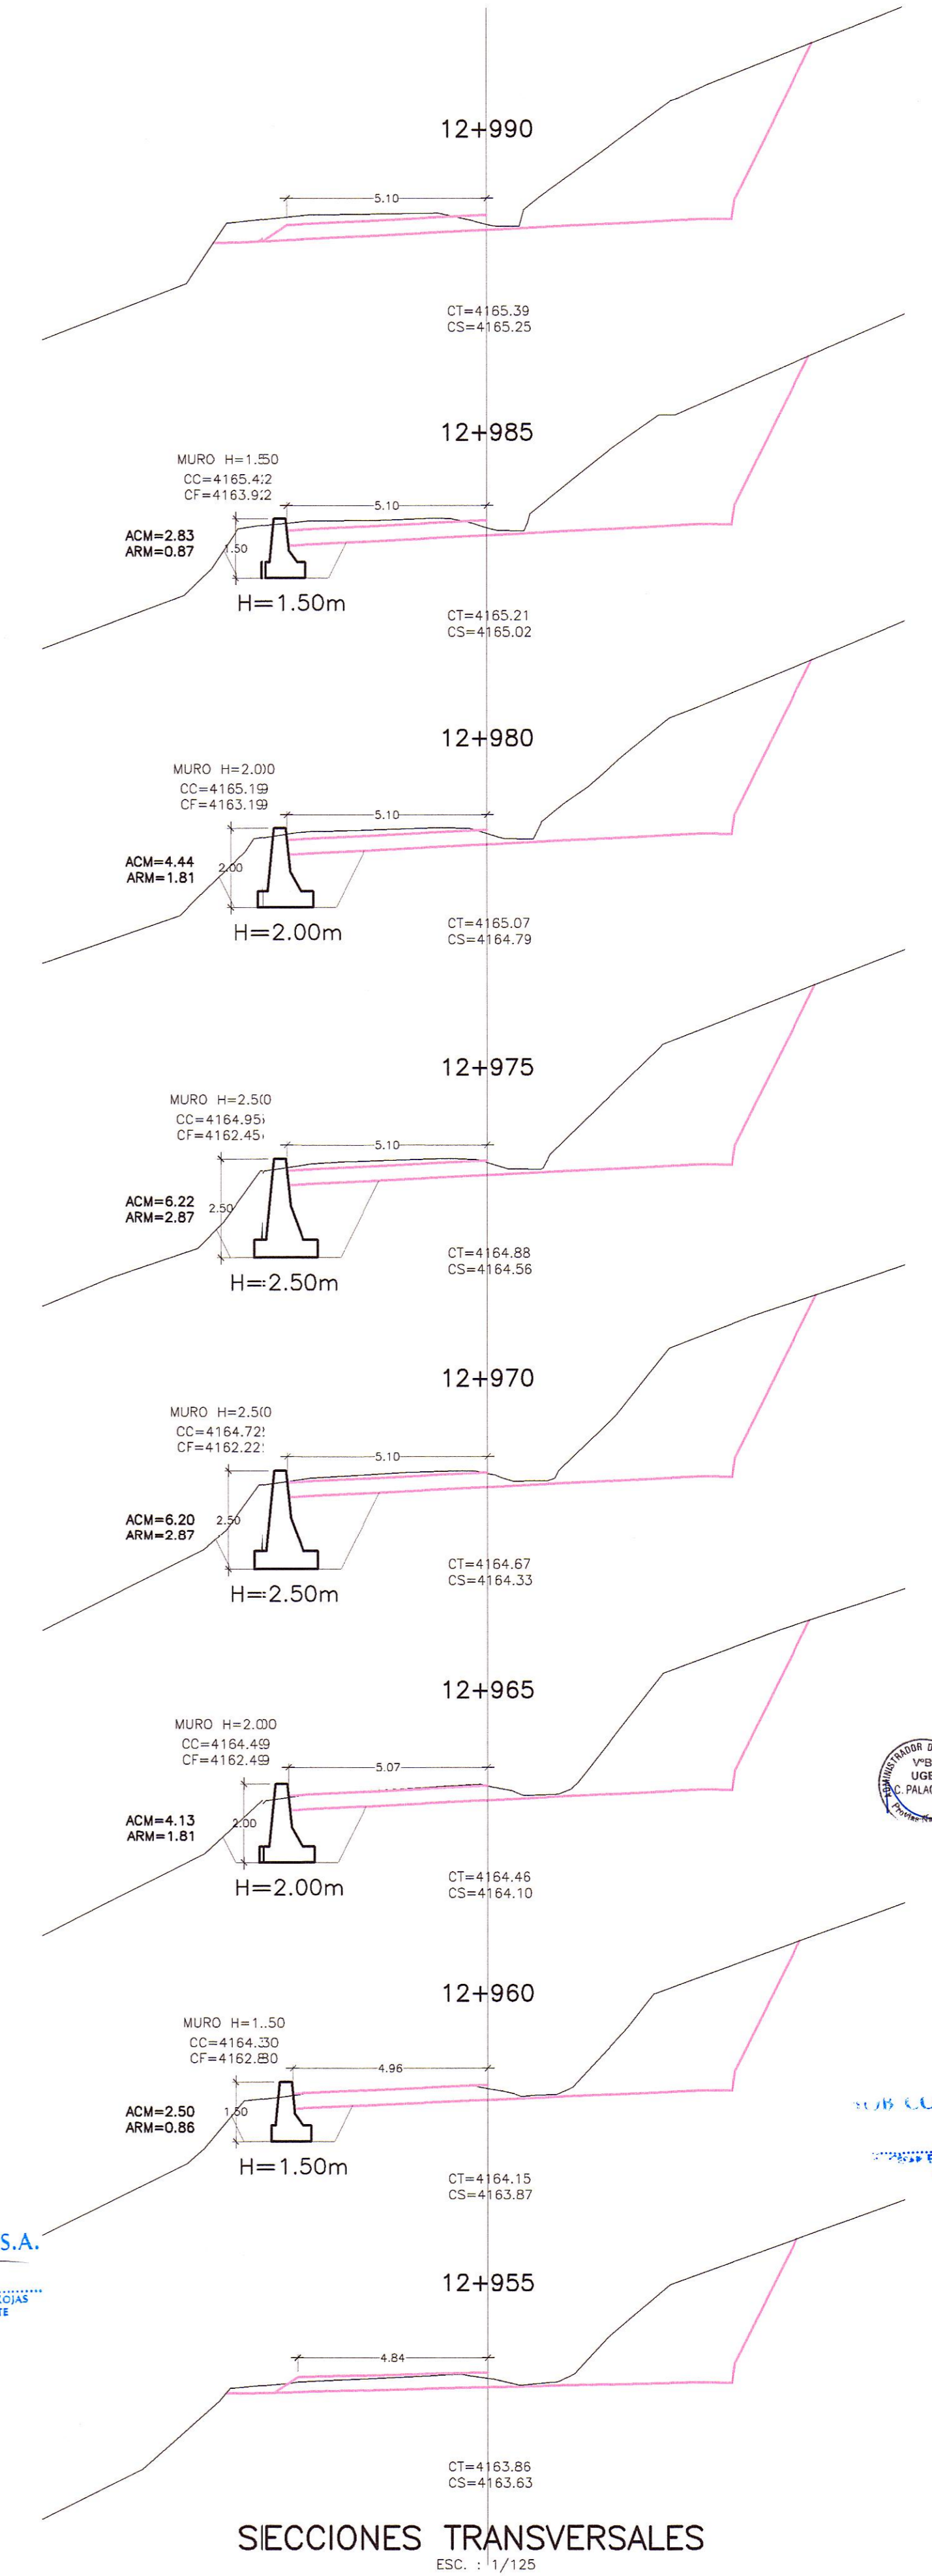 12+990
5.10
CT=4165.39
CS=4165.25
12+985
MURO H=1.50
CC=4165.42
CF=4163.92
5.10
ACM=2.83
ARM=0.87
1.50
H=1.50m
CT=4165.21
CS=4165.02
12+980
MURO H=2.00
CC=4165.19
CF=4163.19
5.10
ACM=4.44
ARM=1.81
2.00
H=2.00m
CT=4165.07
CS=4164.79
12+975
MURO H=2.50
CC=4164.95
CF=4162.45
5.10
ACM=6.22
ARM=2.87
2.50
H=2.50m
CT=4164.88
CS=4164.56
12+970
MURO H=2.50
CC=4164.72
CF=4162.22
5.10
ACM=6.20
ARM=2.87
2.50
H=2.50m
CT=4164.67
CS=4164.33
12+965
MURO H=2.00
CC=4164.49
CF=4162.49
5.07
ACM=4.13
ARM=1.81
2.00
H=2.00m
CT=4164.46
CS=4164.10
ADMINISTRADOR D
V°B
UGE
C. PALAC
12+960
MURO H=1.50
CC=4164.30
CF=4162.80
4.96
ACM=2.50
ARM=0.86
1.50
H=1.50m
CT=4164.15
CS=4163.87
S.A.
ROJAS
TE
12+955
4.84
CT=4163.86
CS=4163.63
SECCIONES TRANSVERSALES
ESC. : 1/125